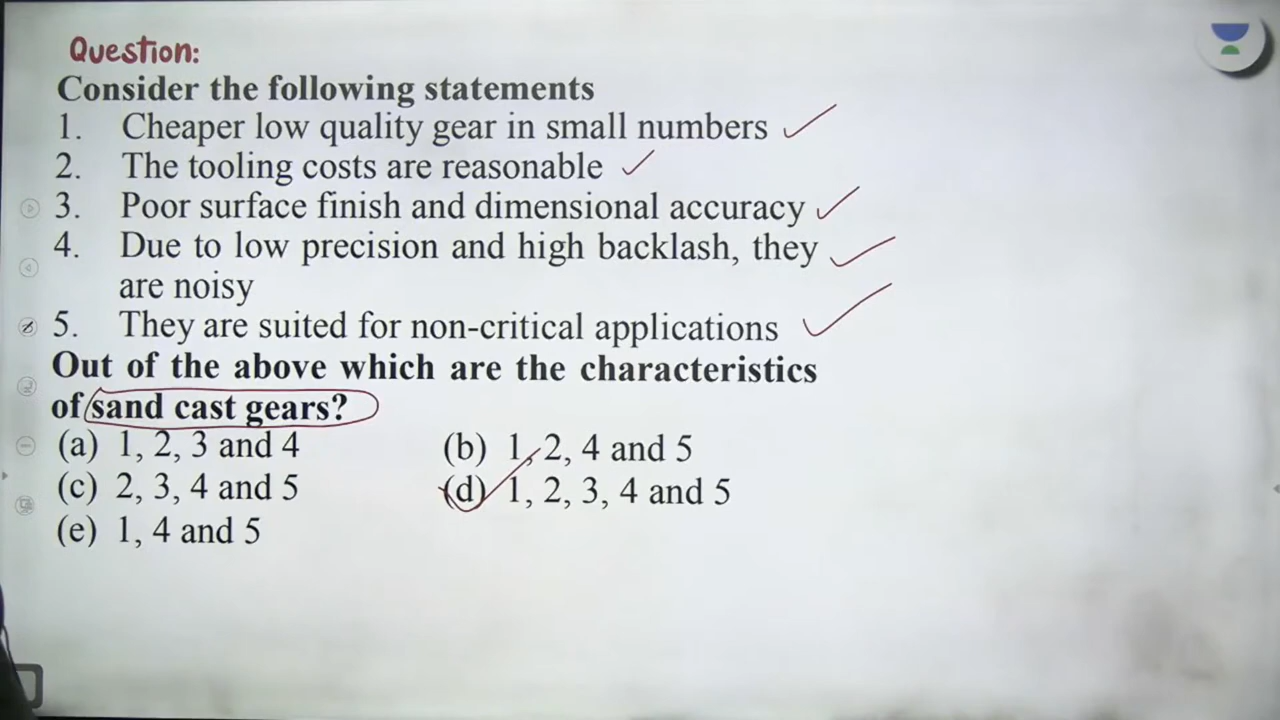 Question:
Consider the following statements
1. Cheaper low quality gear in small numbers
2. The tooling costs are reasonable
3. Poor surface finish and dimensional accuracy
4. Due to low precision and high backlash, they
are noisy
5. They are suited for non-critical applications
Out of the above which are the characteristics
of sand cast gears?
(a) 1, 2, 3 and 4 (b) 1, 2, 4 and 5
(c) 2, 3, 4 and 5 (d) 1, 2, 3, 4 and 5
(e) 1, 4 and 5